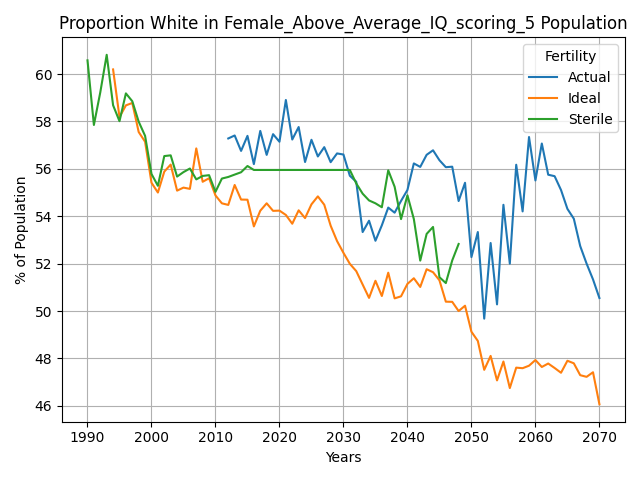 Proportion White in Female_Above_Average_IQ_scoring_5 Population
Fertility
Actual
Ideal
Sterile
% of Population
60
58
56
54
52
50
48
46
1990 2000 2010 2020 2030 2040 2050 2060 2070
Years